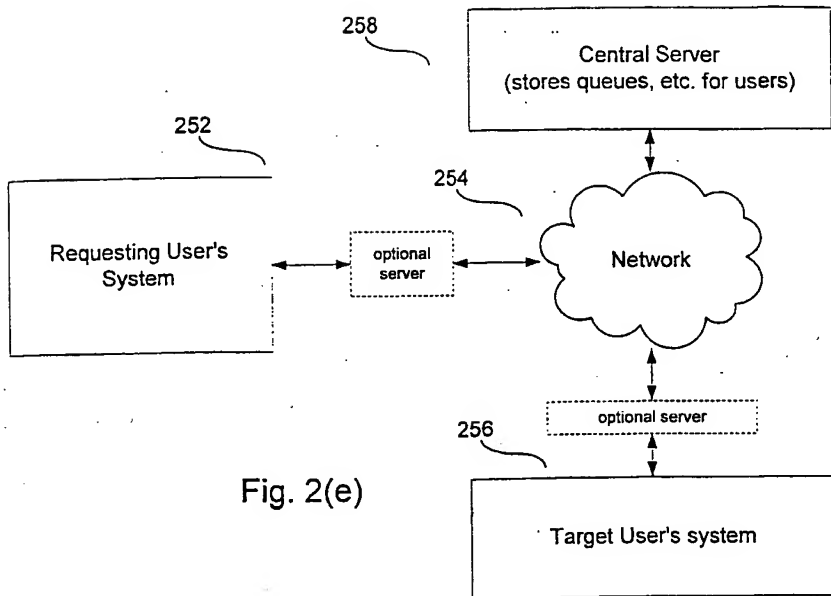 258
Central Server
(stores queues, etc. for users)
252
254
Requesting User's
System
optional
server
Network
optional server
256
Fig. 2(e)
Target User's system